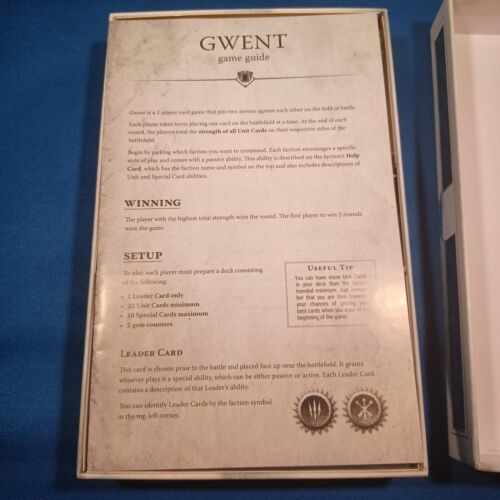 GWENT
game guide
Gwent is a 2-player card game that pits two armies against each other on the field of battle.
Each player takes turns placing one card on the battlefield at a time. At the end of each
round, the players total the strength of all Unit Cards on their respective sides of the
battlefield.
Begin by picking which faction you want to command. Each faction encourages a specific
style of play and comes with a passive ability. This ability is described on the faction's Help
Card, which has the faction name and symbol on the top and also includes descriptions of
Unit and Special Card abilities.
WINNING
The player with the highest total strength wins the round. The first player to win 2 rounds
wins the game.
SETUP
To play, each player must prepare a deck consisting
of the following:
• 1 Leader Card only
• 22 Unit Cards minimum
• 10 Special Cards maximum
• 2 gem counters
USEFUL TIP
You can have more Unit Cards
in your deck than the recom-
mended minimum. Just remem-
ber that you are then lowering
your chances of getting your
best cards when you draw at the
beginning of the game.
LEADER CARD
This card is chosen prior to the battle and placed face up near the battlefield. It grants
whoever plays it a special ability, which can be either passive or active. Each Leader Card
contains a description of that Leader's ability.
You can identify Leader Cards by the faction symbol
in the top left corner.